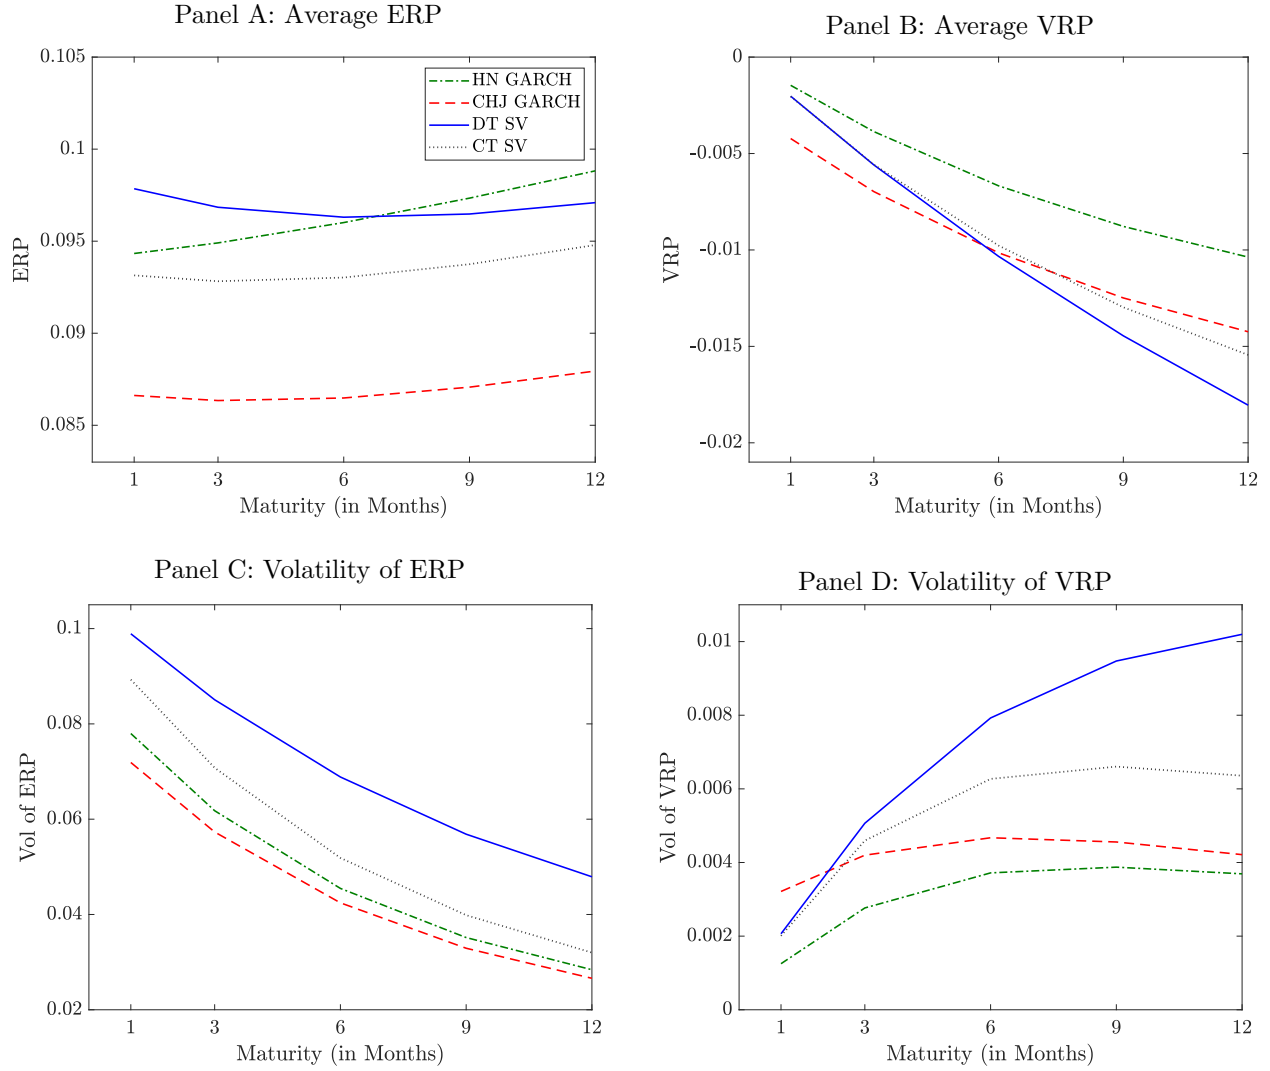 Panel A: Average ERP
0.105
0.1
0.095
0.09
0.085
ERP
HN GARCH
CHJ GARCH
DT SV
CT SV
1 3 6 9 12
Maturity (in Months)
Panel B: Average VRP
0
-0.005
-0.01
-0.015
-0.02
VRP
1 3 6 9 12
Maturity (in Months)
Panel C: Volatility of ERP
0.1
0.08
0.06
0.04
0.02
Vol of ERP
1 3 6 9 12
Maturity (in Months)
Panel D: Volatility of VRP
0.01
0.008
0.006
0.004
0.002
0
Vol of VRP
1 3 6 9 12
Maturity (in Months)